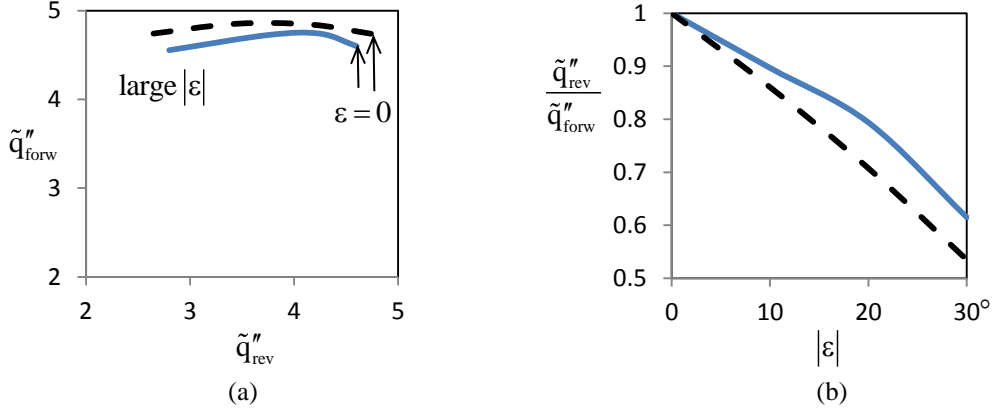 5
4
3
2
q̃″forw
large |ε|
ε = 0
2 3 4 5
q̃″rev
(a)
1
0.9
0.8
0.7
0.6
0.5
q̃″rev
q̃″forw
0 10 20 30°
|ε|
(b)